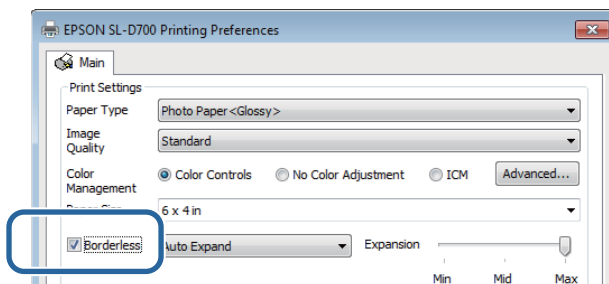 EPSON SL-D700 Printing Preferences
Main
Print Settings
Paper Type Photo Paper<Glossy>
Image Quality Standard
Color Management Color Controls No Color Adjustment ICM Advanced...
6 x 4 in
Borderless Auto Expand Expansion
Min Mid Max